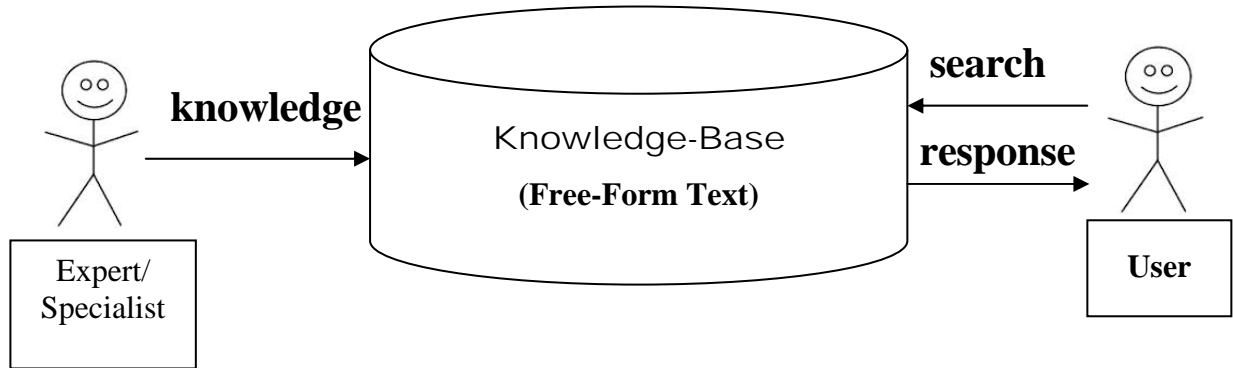 knowledge
Knowledge-Base
(Free-Form Text)
search
response
Expert/
Specialist
User